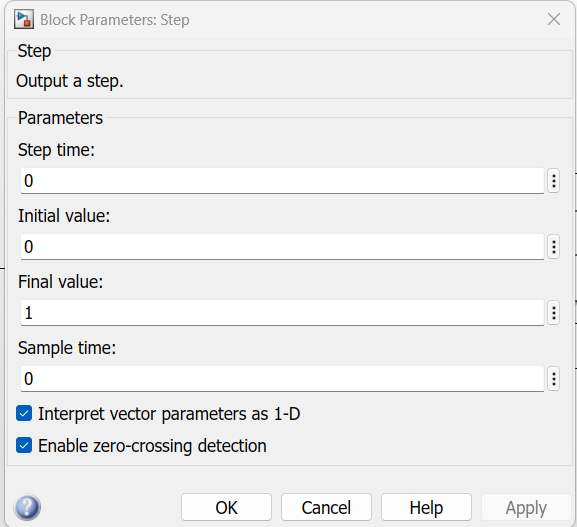 Block Parameters: Step
Step
Output a step.
Parameters
Step time:
0
Initial value:
0
Final value:
1
Sample time:
0
Interpret vector parameters as 1-D
Enable zero-crossing detection
? OK Cancel Help Apply